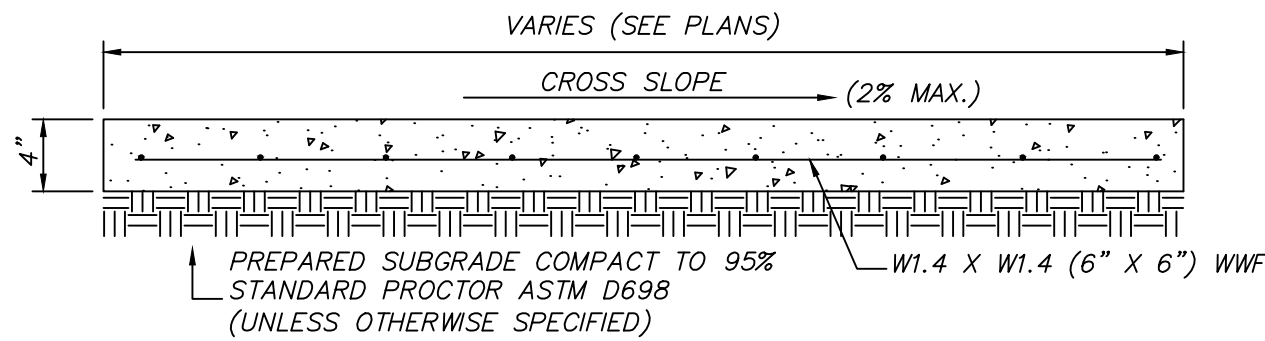 VARIES (SEE PLANS)
CROSS SLOPE
(2% MAX.)
4"
PREPARED SUBGRADE COMPACT TO 95%
STANDARD PROCTOR ASTM D698
(UNLESS OTHERWISE SPECIFIED)
W1.4 X W1.4 (6" X 6") WWF